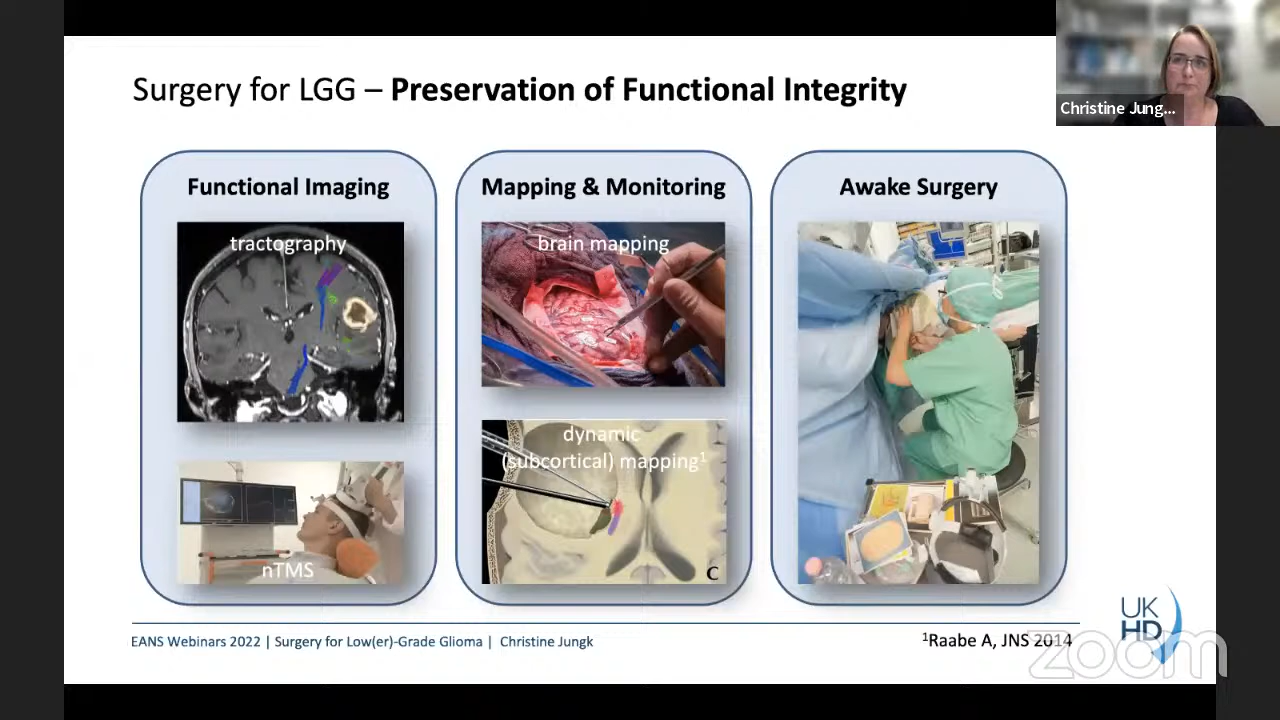 Christine Jung...
Surgery for LGG – Preservation of Functional Integrity
Functional Imaging
tractography
nTMS
Mapping & Monitoring
brain mapping
dynamic
(subcortical) mapping¹
C
Awake Surgery
EANS Webinars 2022 | Surgery for Low(er)-Grade Glioma | Christine Jungk
¹Raabe A, JNS 2014
UK
HD
zoom